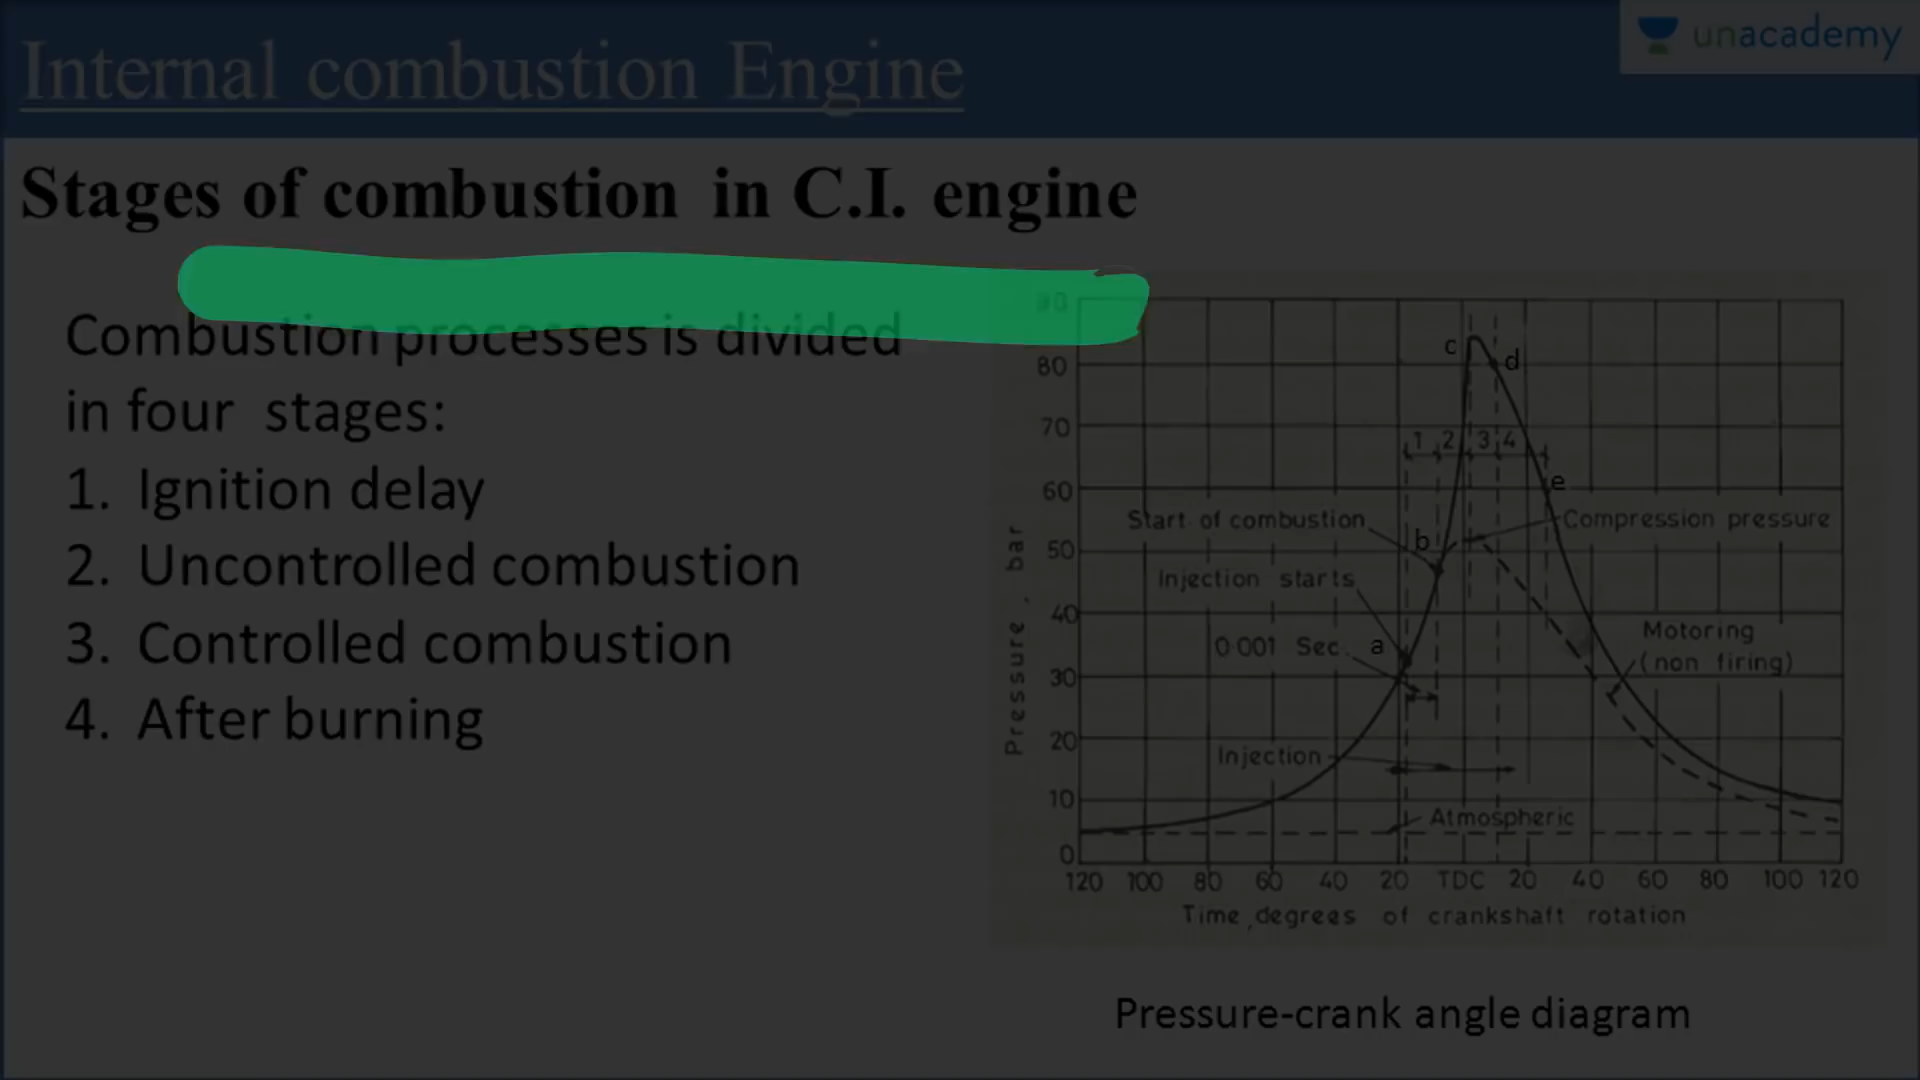 Internal combustion Engine
unacademy
Stages of combustion in C.I. engine
Combustion processes is divided
in four stages:
1. Ignition delay
2. Uncontrolled combustion
3. Controlled combustion
4. After burning
90
80
70
60
50
40
30
20
10
0
Pressure, bar
c
d
1 2 3 4
e
Start of combustion
b
Compression pressure
Injection starts
0.001 Sec.
a
Motoring
(non firing)
Injection
Atmospheric
120 100 80 60 40 20 TDC 20 40 60 80 100 120
Time, degrees of crankshaft rotation
Pressure-crank angle diagram